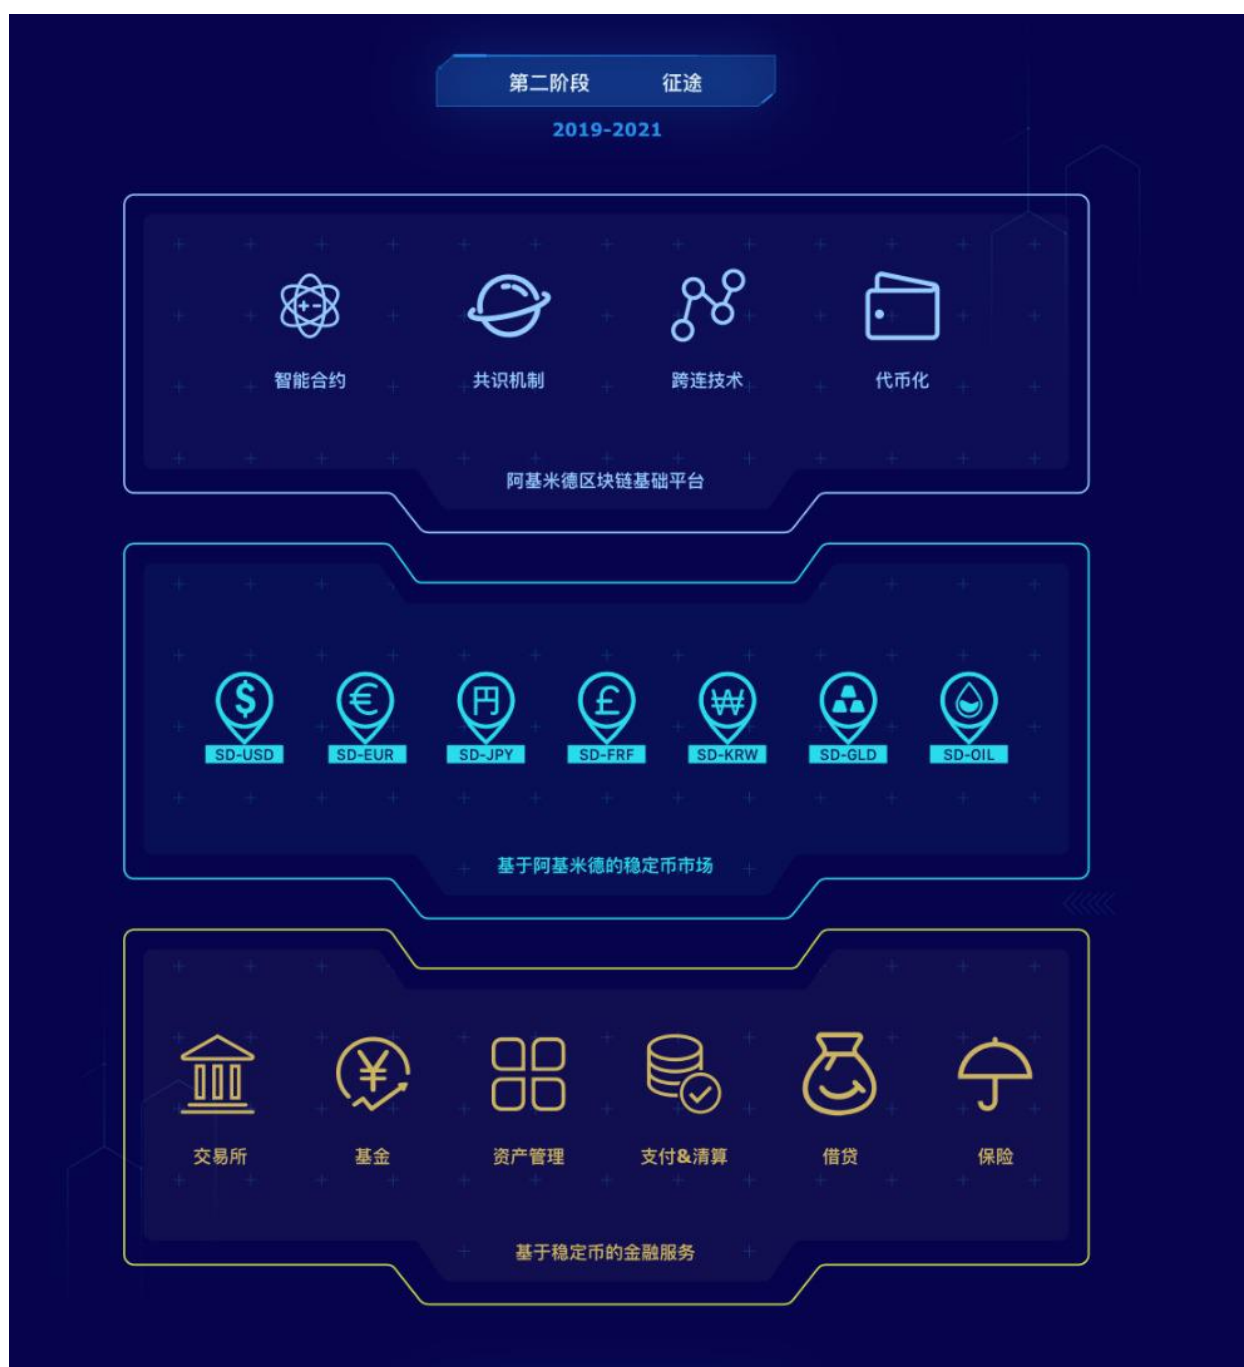 第二阶段 征途
2019-2021
智能合约 共识机制 跨连技术 代币化
阿基米德区块链基础平台
$ € 円 £ ₩
SD-USD SD-EUR SD-JPY SD-FRF SD-KRW SD-GLD SD-OIL
基于阿基米德的稳定币市场
¥
交易所 基金 资产管理 支付&清算 借贷 保险
基于稳定币的金融服务